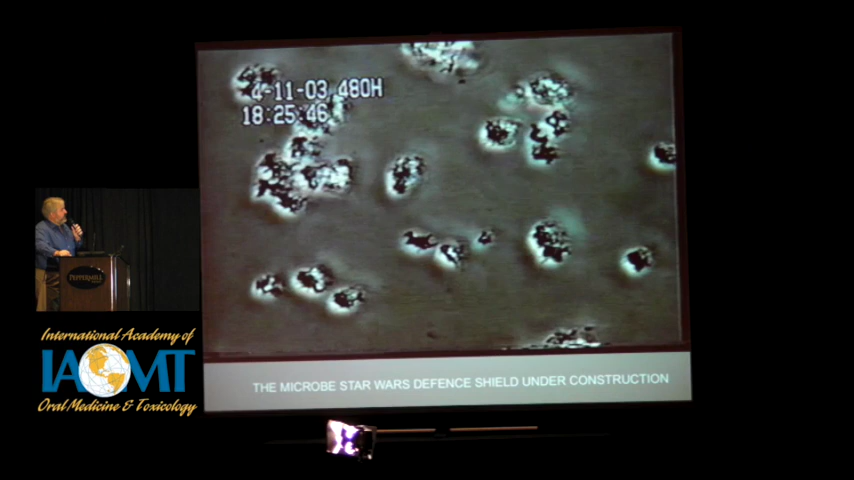 4-11-03 480H
18:25:46
PEPPERMILL
International Academy of
IAOMT
Oral Medicine & Toxicology
THE MICROBE STAR WARS DEFENCE SHIELD UNDER CONSTRUCTION